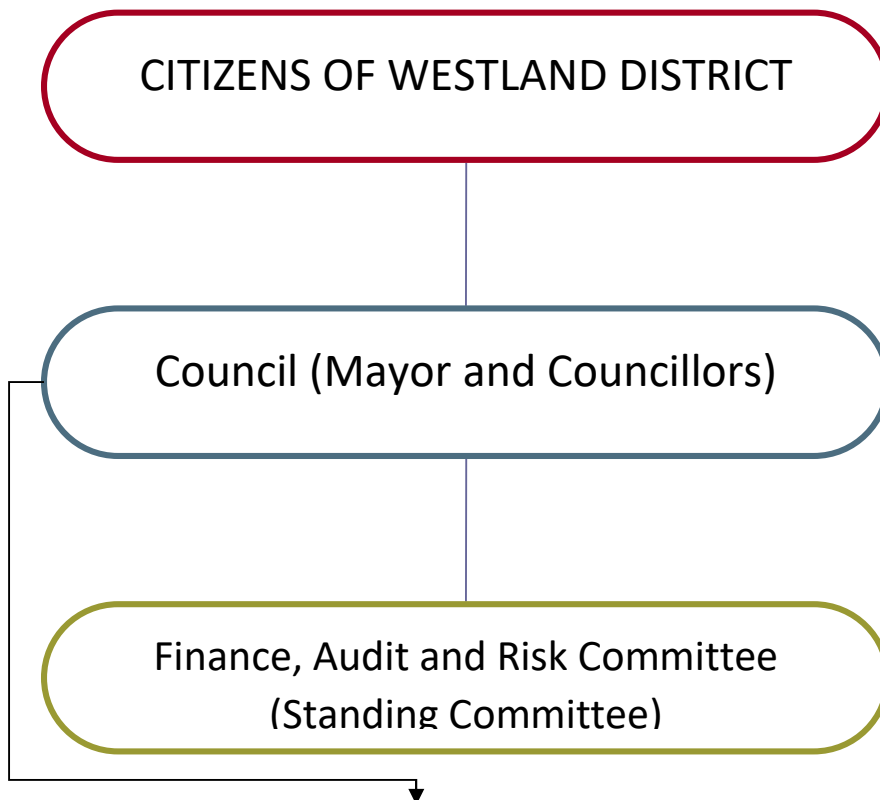 CITIZENS OF WESTLAND DISTRICT
Council (Mayor and Councillors)
Finance, Audit and Risk Committee
(Standing Committee)